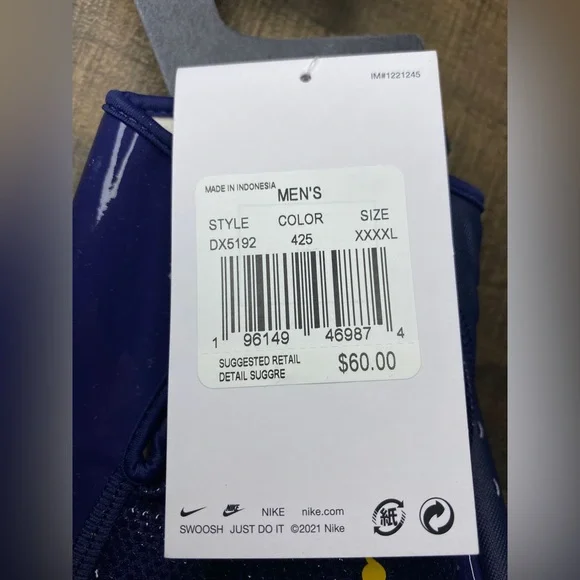 IM#1221245
MADE IN INDONESIA MEN'S
STYLE COLOR SIZE
DX5192 425 XXXXL
1 96149 46987 4
SUGGESTED RETAIL $60.00
DETAIL SUGGRE
NIKE nike.com
SWOOSH JUST DO IT ©2021 Nike
紙